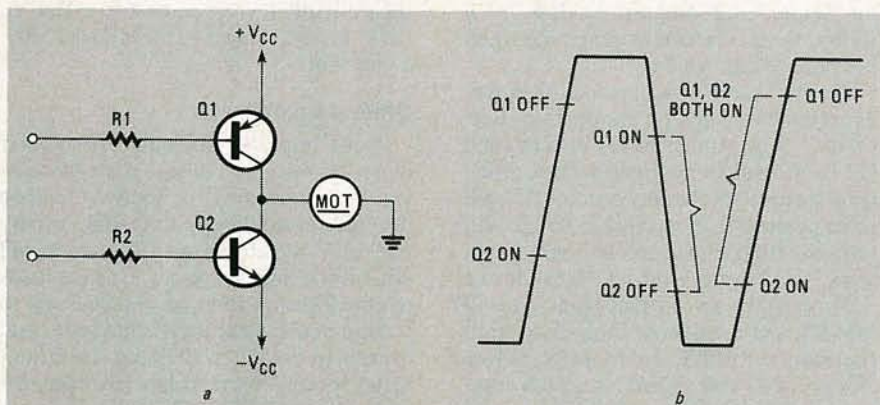 +VCC
Q1
R1
MOT
Q2
R2
-VCC
a
Q1 OFF
Q1, Q2
BOTH ON
Q1 OFF
Q1 ON
Q2 ON
Q2 OFF
Q2 ON
b